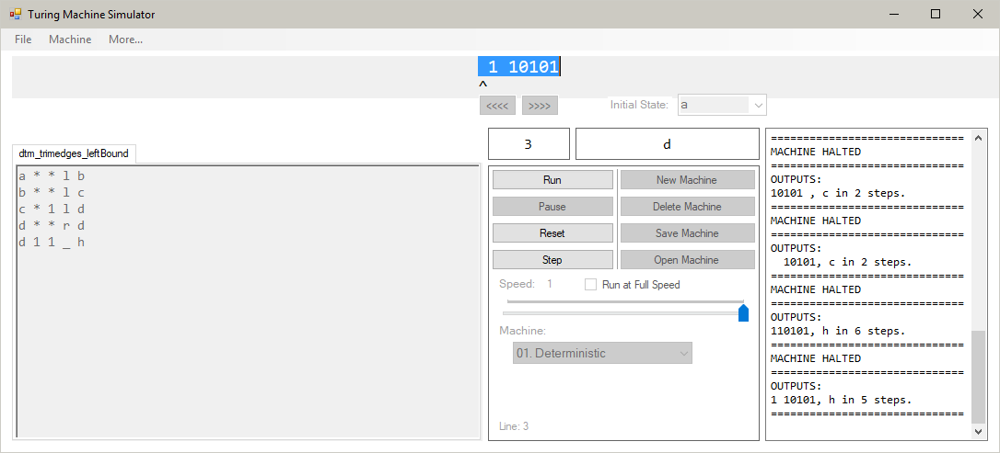 Turing Machine Simulator
File Machine More...
1 10101
^
<<<< >>>> Initial State: a
dtm_trimedges_leftBound
a * * l b
b * * l c
c * 1 l d
d * * r d
d 1 1 _ h
3 d
Run New Machine
Pause Delete Machine
Reset Save Machine
Step Open Machine
Speed: 1 Run at Full Speed
Machine:
01. Deterministic
Line: 3
==============================
MACHINE HALTED
==============================
OUTPUTS:
10101 , c in 2 steps.
==============================
MACHINE HALTED
==============================
OUTPUTS:
10101, c in 2 steps.
==============================
MACHINE HALTED
==============================
OUTPUTS:
110101, h in 6 steps.
==============================
MACHINE HALTED
==============================
OUTPUTS:
1 10101, h in 5 steps.
==============================